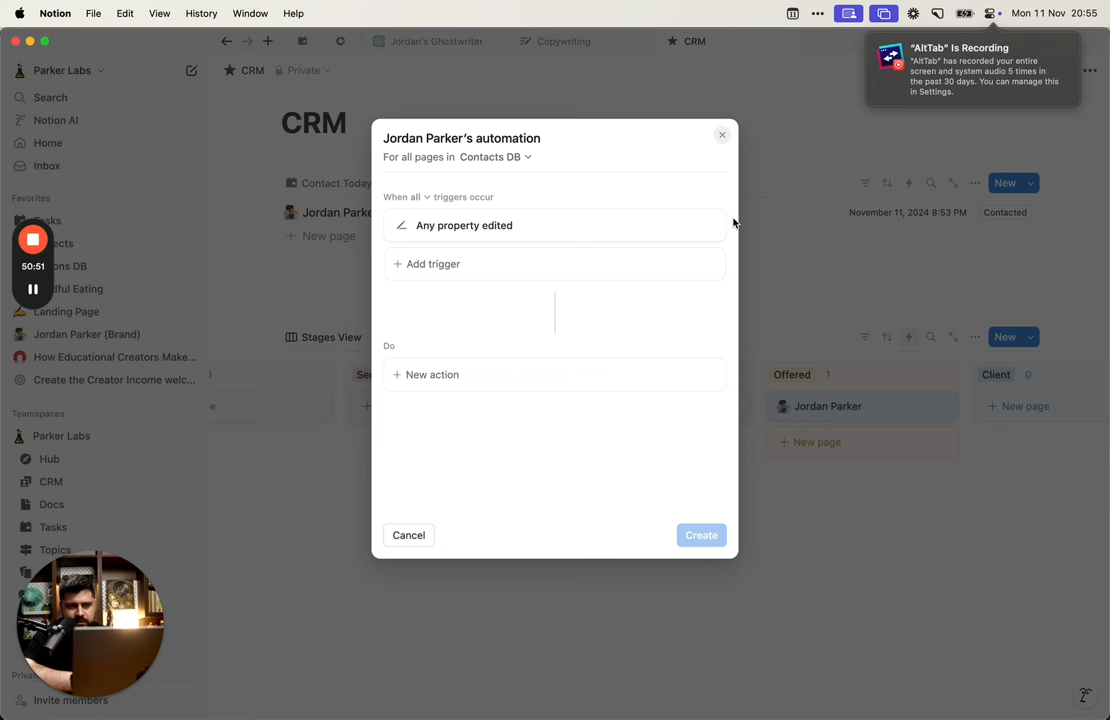 Notion File Edit View History Window Help
Mon 11 Nov 20:55
Jordan's Ghostwriter
Copywriting
CRM
"AltTab" Is Recording
"AltTab" has recorded your entire
screen and system audio 5 times in
the past 30 days. You can manage this
in Settings.
Parker Labs
CRM
Private
Search
Notion AI
Home
Inbox
Favorites
50:51
Landing Page
Jordan Parker (Brand)
How Educational Creators Make...
Create the Creator Income welc...
Teamspaces
Parker Labs
Hub
CRM
Docs
Tasks
Topics
Invite members
CRM
Contact Today
New
Jordan Parke
November 11, 2024 8:53 PM
Contacted
New page
Stages View
New
Offered 1
Client 0
Jordan Parker
New page
New page
Jordan Parker's automation
For all pages in Contacts DB
When all triggers occur
Any property edited
Add trigger
Do
New action
Cancel
Create